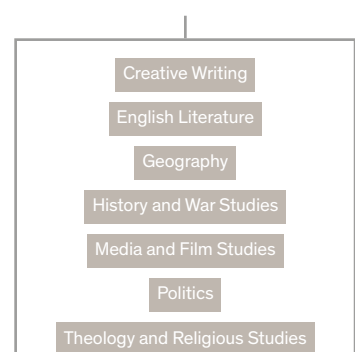 Creative Writing
English Literature
Geography
History and War Studies
Media and Film Studies
Politics
Theology and Religious Studies